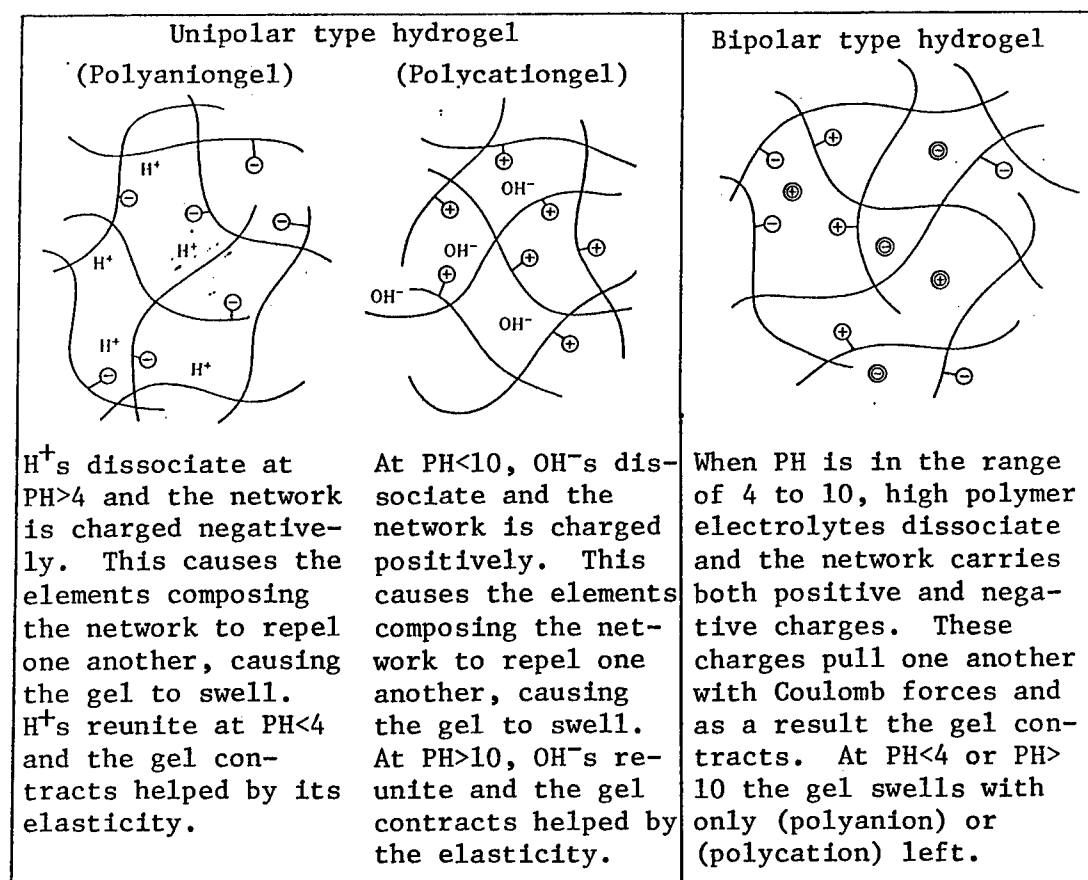 Unipolar type hydrogel
(Polyaniongel)
(Polycationgel)
H⁺
H⁺
H⁺
H⁺
H⁺
OH⁻
OH⁻
OH⁻
OH⁻
H⁺s dissociate at
PH>4 and the network
is charged negative-
ly. This causes the
elements composing
the network to repel
one another, causing
the gel to swell.
H⁺s reunite at PH<4
and the gel con-
tracts helped by its
elasticity.
At PH<10, OH⁻s dis-
sociate and the
network is charged
positively. This
causes the elements
composing the net-
work to repel one
another, causing
the gel to swell.
At PH>10, OH⁻s re-
unite and the gel
contracts helped by
the elasticity.
Bipolar type hydrogel
When PH is in the range
of 4 to 10, high polymer
electrolytes dissociate
and the network carries
both positive and nega-
tive charges. These
charges pull one another
with Coulomb forces and
as a result the gel con-
tracts. At PH<4 or PH>
10 the gel swells with
only (polyanion) or
(polycation) left.